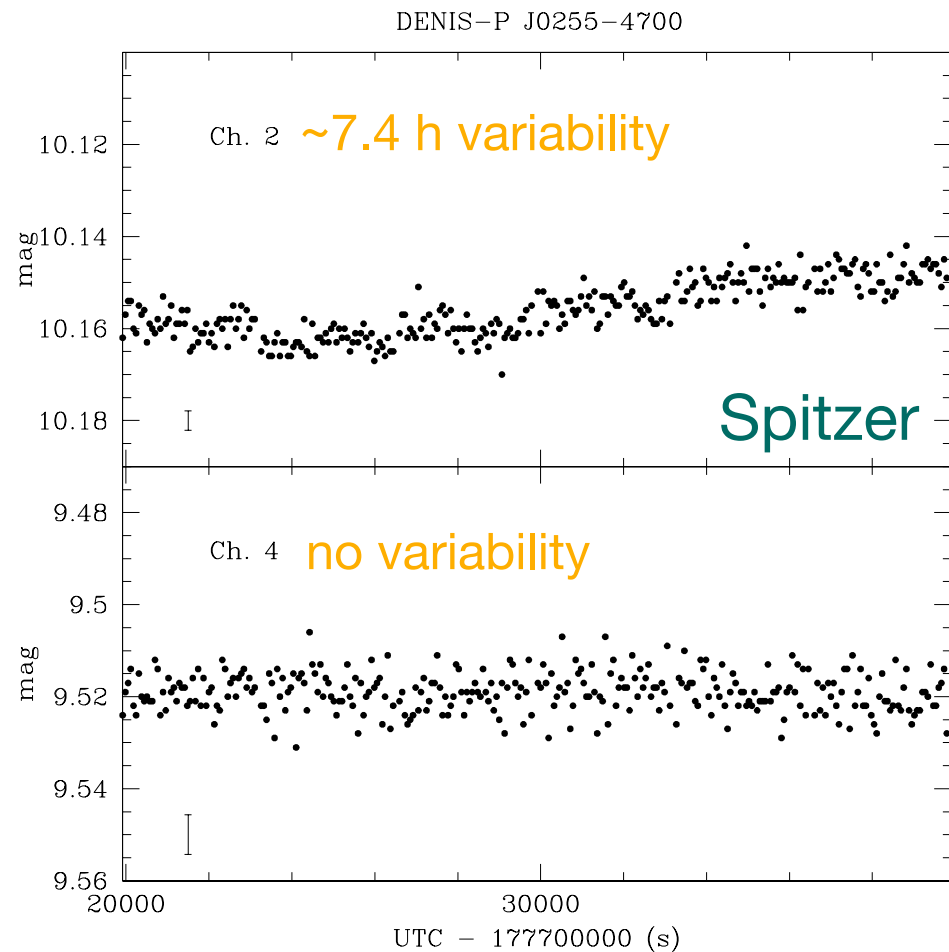 DENIS-P J0255-4700
Ch. 2 ~7.4 h variability
10.12
10.14
10.16
10.18
mag
Spitzer
Ch. 4 no variability
9.48
9.5
9.52
9.54
9.56
mag
20000 30000
UTC - 177700000 (s)